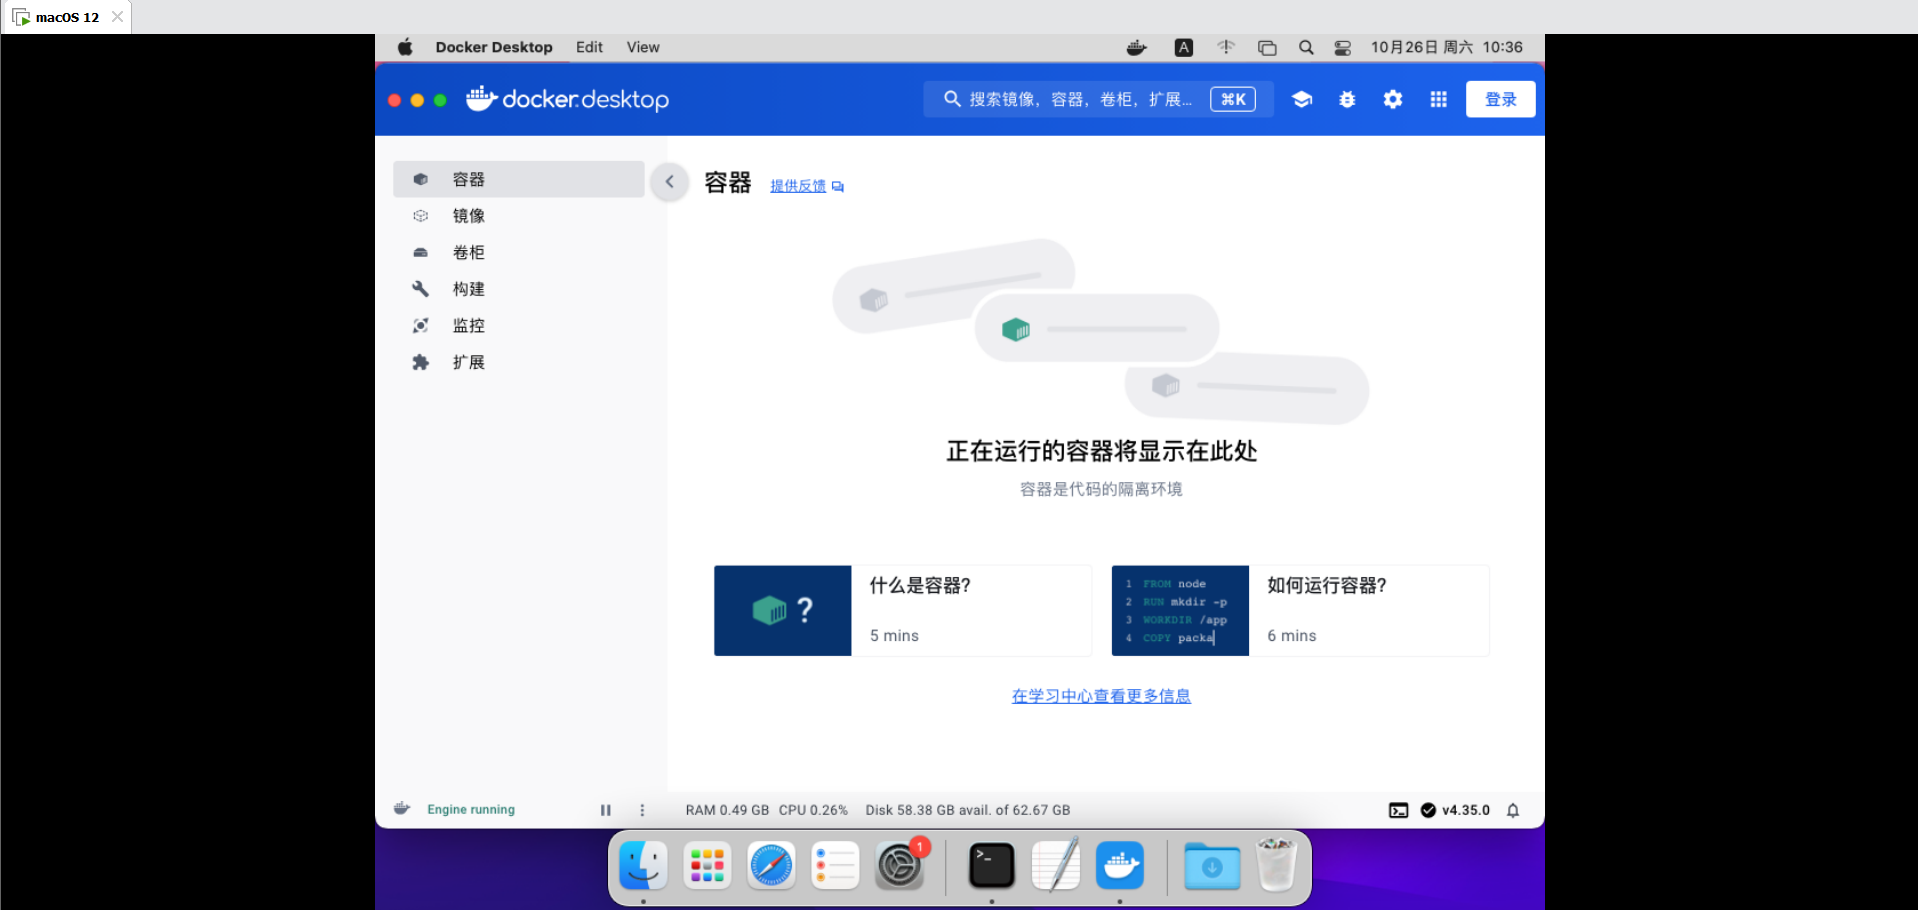 macOS 12
Docker Desktop Edit View
A
10月26日 周六 10:36
docker.desktop
搜索镜像，容器，卷柜，扩展...
⌘K
登录
容器
镜像
卷柜
构建
监控
扩展
容器
提供反馈
正在运行的容器将显示在此处
容器是代码的隔离环境
?
什么是容器?
5 mins
1 FROM node
2 RUN mkdir -p
3 WORKDIR /app
4 COPY packa
如何运行容器?
6 mins
在学习中心查看更多信息
Engine running
RAM 0.49 GB CPU 0.26% Disk 58.38 GB avail. of 62.67 GB
v4.35.0
1
>_